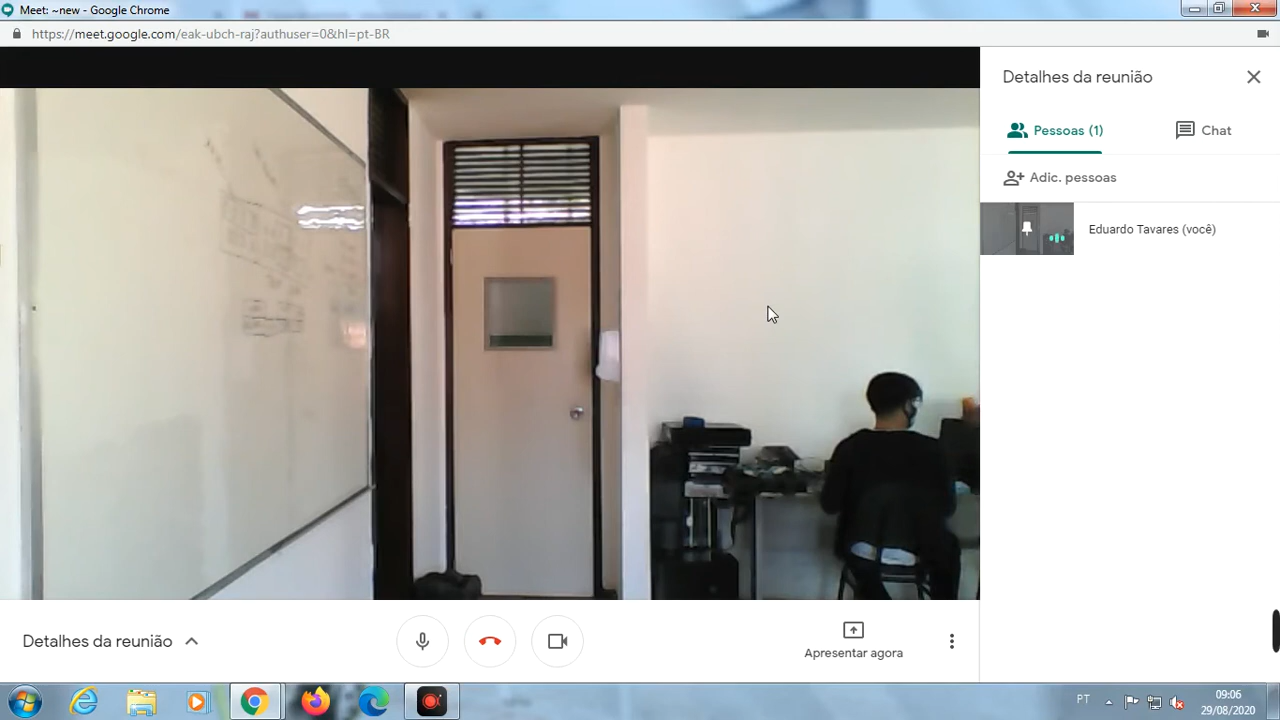 Meet: ~new - Google Chrome
https://meet.google.com/eak-ubch-raj?authuser=0&hl=pt-BR
Detalhes da reunião
Pessoas (1)
Chat
Adic. pessoas
Eduardo Tavares (você)
Detalhes da reunião
Apresentar agora
PT
09:06
29/08/2020